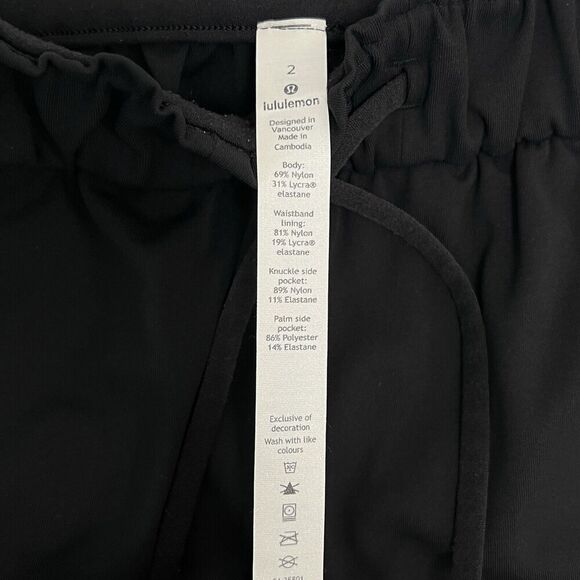 2
lululemon
Designed in
Vancouver
Made in
Cambodia
Body:
69% Nylon
31% Lycra®
elastane
Waistband
lining:
81% Nylon
19% Lycra®
elastane
Knuckle side
pocket:
89% Nylon
11% Elastane
Palm side
pocket:
86% Polyester
14% Elastane
Exclusive of
decoration
Wash with like
colours